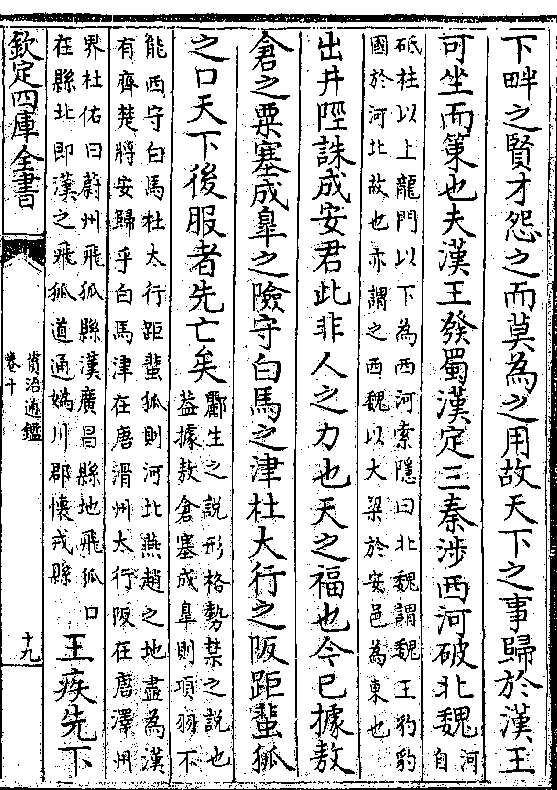 下畔之賢才怨之而莫為之用故天下之事歸於漢王
可坐而策也夫漢王發蜀漢定三秦涉西河破北魏河
自
砥柱以上龍門以下為西河索隱曰北魏謂魏王豹豹
國於河北故也亦謂之西魏以大梁於安邑為東也
出井陘誅成安君此非人之力也天之福也今已據敖
倉之粟塞成臯之險守白馬之津杜大行之阪距蜚狐
之口天下後服者先亡矣
酈生之説形格勢禁之説也
益據敖倉塞成臯則項羽不
能西守白馬杜太行距蜚狐則河北燕趙之地盡為漢
有齊楚將安歸乎白馬津在唐滑州太行阪在唐澤州
界杜佑曰蔚州飛狐縣漢廣昌縣地飛狐口
在縣北即漢之飛狐道通媯川郡懷戎縣
王疾先下
欽定四庫全書
資治通鑑
卷十
十九